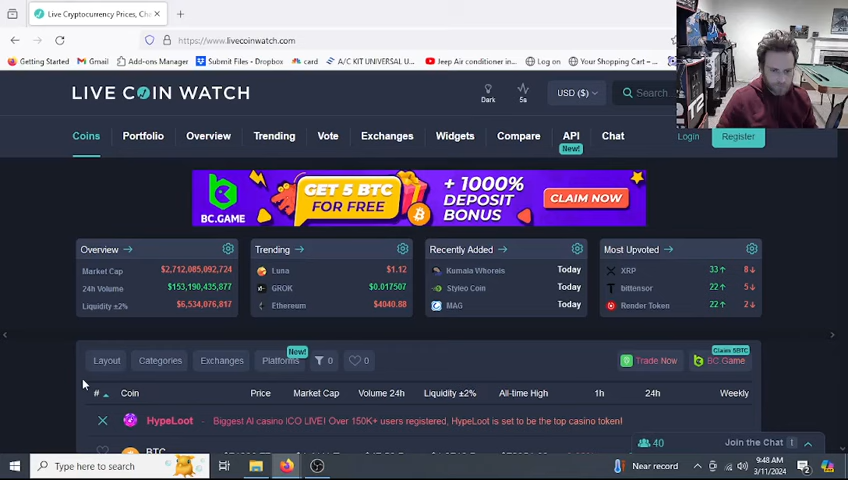 Live Cryptocurrency Prices, Cha
https://www.livecoinwatch.com
Getting Started Gmail Add-ons Manager Submit Files - Dropbox card A/C KIT UNIVERSAL U... Jeep Air conditioner in... Log on Your Shopping Cart - ...
LIVE COIN WATCH
Dark 5s USD ($) Search
Coins Portfolio Overview Trending Vote Exchanges Widgets Compare API Chat Login Register
New!
BC.GAME GET 5 BTC FOR FREE + 1000% DEPOSIT BONUS CLAIM NOW
Overview Trending Recently Added Most Upvoted
Market Cap $2,712,085,092,724 Luna $1.12 Kumala Whoreis Today XRP 33 8
24h Volume $153,190,435,877 GROK $0.017507 Styleo Coin Today bittensor 22 5
Liquidity ±2% $6,534,076,817 Ethereum $4040.88 MAG Today Render Token 22 2
New! Claim 5BTC
Layout Categories Exchanges Platforms 0 0 Trade Now BC.Game
# Coin Price Market Cap Volume 24h Liquidity ±2% All-time High 1h 24h Weekly
HypeLoot - Biggest AI casino ICO LIVE! Over 150K+ users registered, HypeLoot is set to be the top casino token!
BTC
40 Join the Chat 1
Type here to search
Near record
9:48 AM
3/11/2024
2